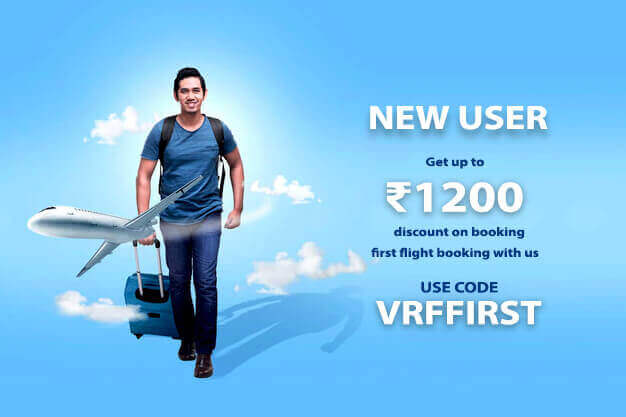 NEW USER
Get up to
₹1200
discount on booking
first flight booking with us
USE CODE
VRFFIRST